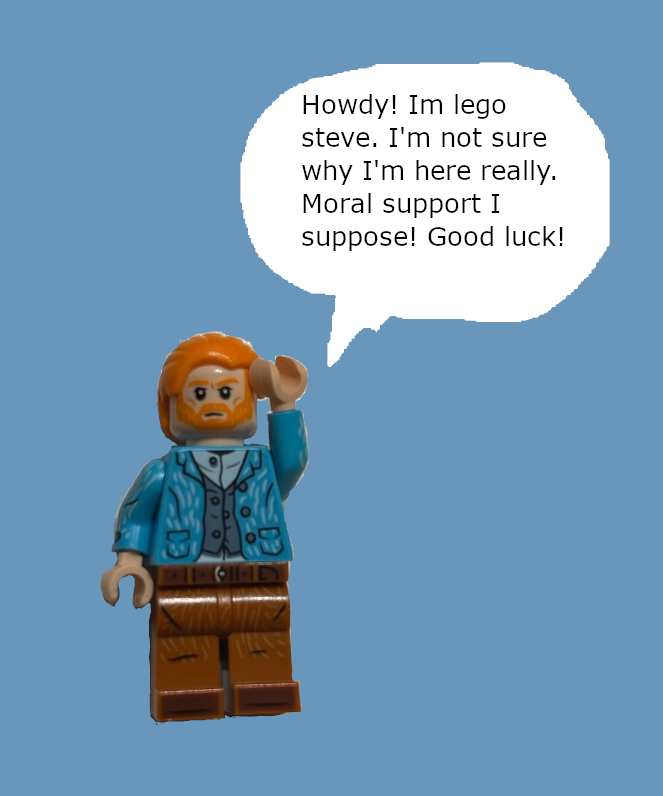 Howdy! Im lego
steve. I'm not sure
why I'm here really.
Moral support I
suppose! Good luck!